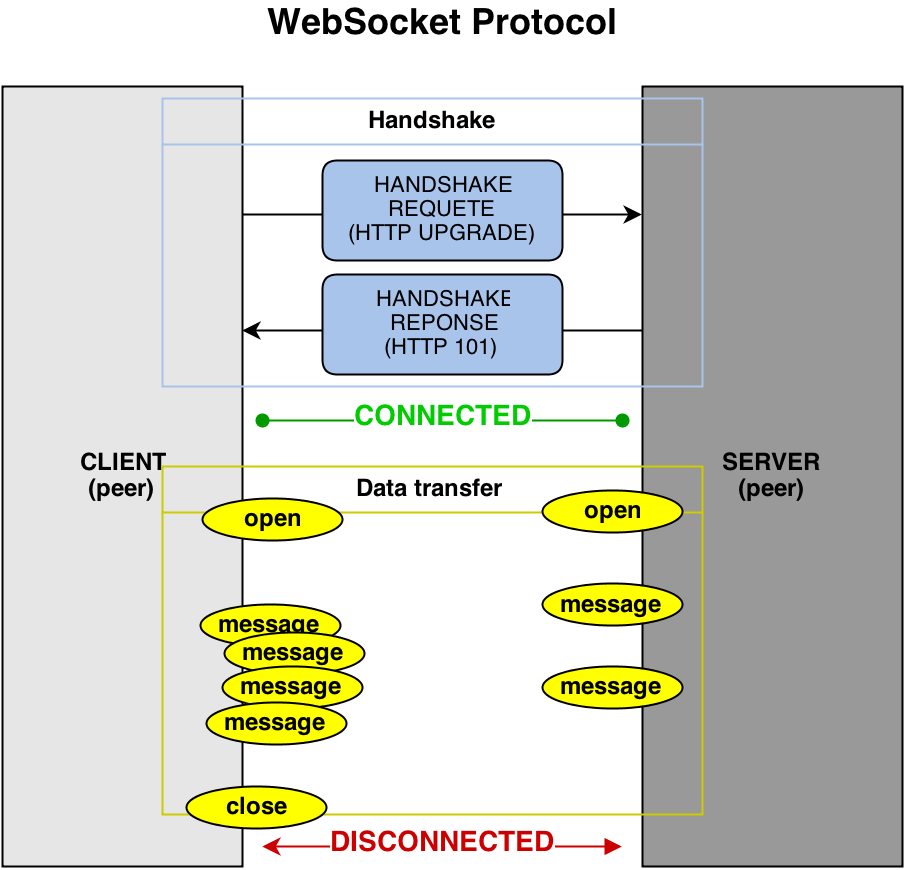 WebSocket Protocol
Handshake
HANDSHAKE
REQUETE
(HTTP UPGRADE)
HANDSHAKE
REPONSE
(HTTP 101)
CONNECTED
CLIENT
(peer)
SERVER
(peer)
Data transfer
open
open
message
message
message
message
message
message
close
DISCONNECTED